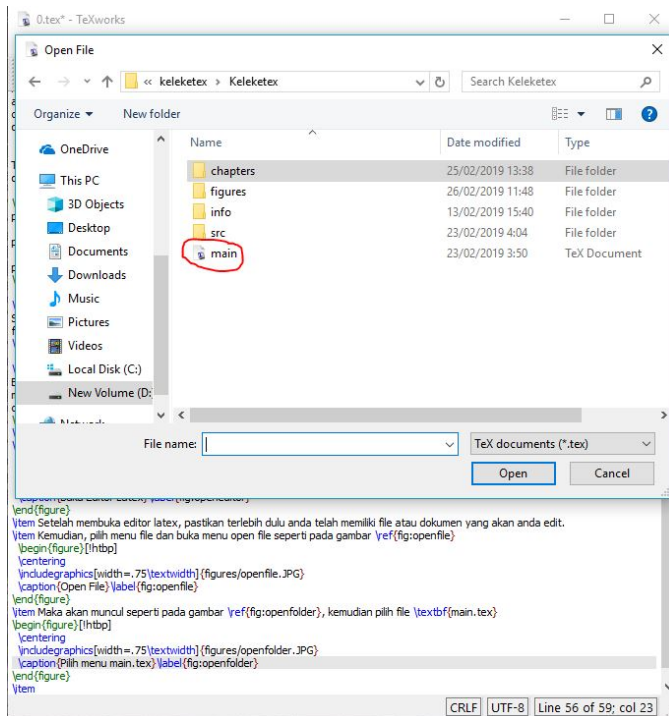 0.tex* - TeXworks
Open File
« keleketex › Keleketex
Search Keleketex
Organize
New folder
Name Date modified Type
OneDrive
This PC
3D Objects
Desktop
Documents
Downloads
Music
Pictures
Videos
Local Disk (C:)
New Volume (D:
chapters 25/02/2019 13:38 File folder
figures 26/02/2019 11:48 File folder
info 13/02/2019 15:40 File folder
src 23/02/2019 4:04 File folder
main 23/02/2019 3:50 TeX Document
File name:
TeX documents (*.tex)
Open Cancel
\end{figure}
\item Setelah membuka editor latex, pastikan terlebih dulu anda telah memiliki file atau dokumen yang akan anda edit.
\item Kemudian, pilih menu file dan buka menu open file seperti pada gambar \ref{fig:openfile}
\begin{figure}[!htbp]
\centering
\includegraphics[width=.75\textwidth]{figures/openfile.JPG}
\caption{Open File}\label{fig:openfile}
\end{figure}
\item Maka akan muncul seperti pada gambar \ref{fig:openfolder}, kemudian pilih file \textbf{main.tex}
\begin{figure}[!htbp]
\centering
\includegraphics[width=.75\textwidth]{figures/openfolder.JPG}
\caption{Pilih menu main.tex}\label{fig:openfolder}
\end{figure}
\item
CRLF UTF-8 Line 56 of 59; col 23